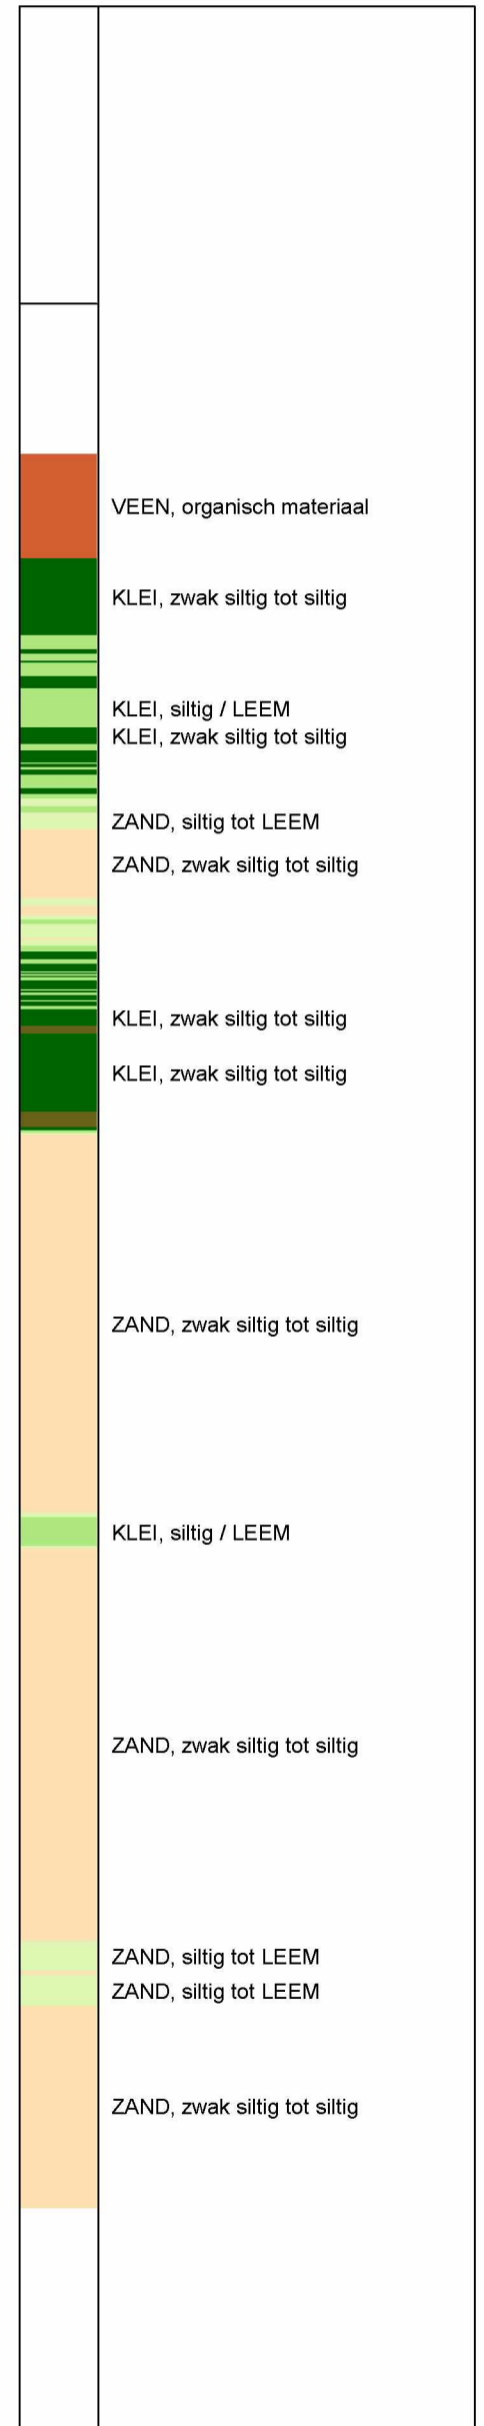 VEEN, organisch materiaal
KLEI, zwak siltig tot siltig
KLEI, siltig / LEEM
KLEI, zwak siltig tot siltig
ZAND, siltig tot LEEM
ZAND, zwak siltig tot siltig
KLEI, zwak siltig tot siltig
KLEI, zwak siltig tot siltig
ZAND, zwak siltig tot siltig
KLEI, siltig / LEEM
ZAND, zwak siltig tot siltig
ZAND, siltig tot LEEM
ZAND, siltig tot LEEM
ZAND, zwak siltig tot siltig